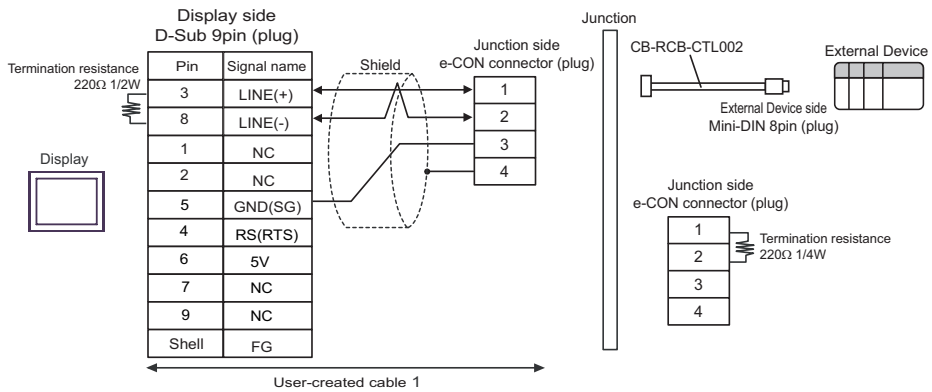 Display side
D-Sub 9pin (plug)
Termination resistance
220Ω 1/2W
Display
Pin Signal name
3 LINE(+)
8 LINE(-)
1 NC
2 NC
5 GND(SG)
4 RS(RTS)
6 5V
7 NC
9 NC
Shell FG
Shield
Junction side
e-CON connector (plug)
1
2
3
4
User-created cable 1
Junction
CB-RCB-CTL002
External Device
External Device side
Mini-DIN 8pin (plug)
Junction side
e-CON connector (plug)
1
2
3
4
Termination resistance
220Ω 1/4W